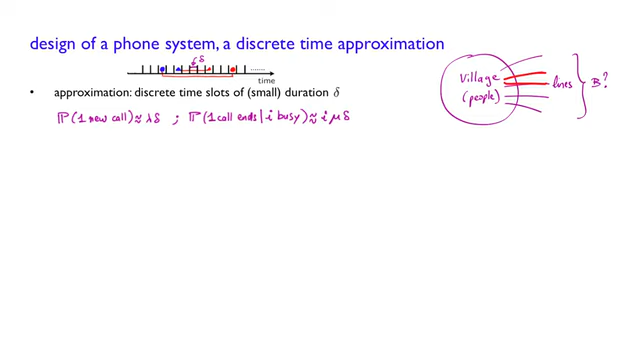 design of a phone system, a discrete time approximation
δ
time
• approximation: discrete time slots of (small) duration δ
ℙ(1 new call) ≈ λδ ; ℙ(1 call ends | i busy) ≈ i μ δ
Village
(people)
lines
B?